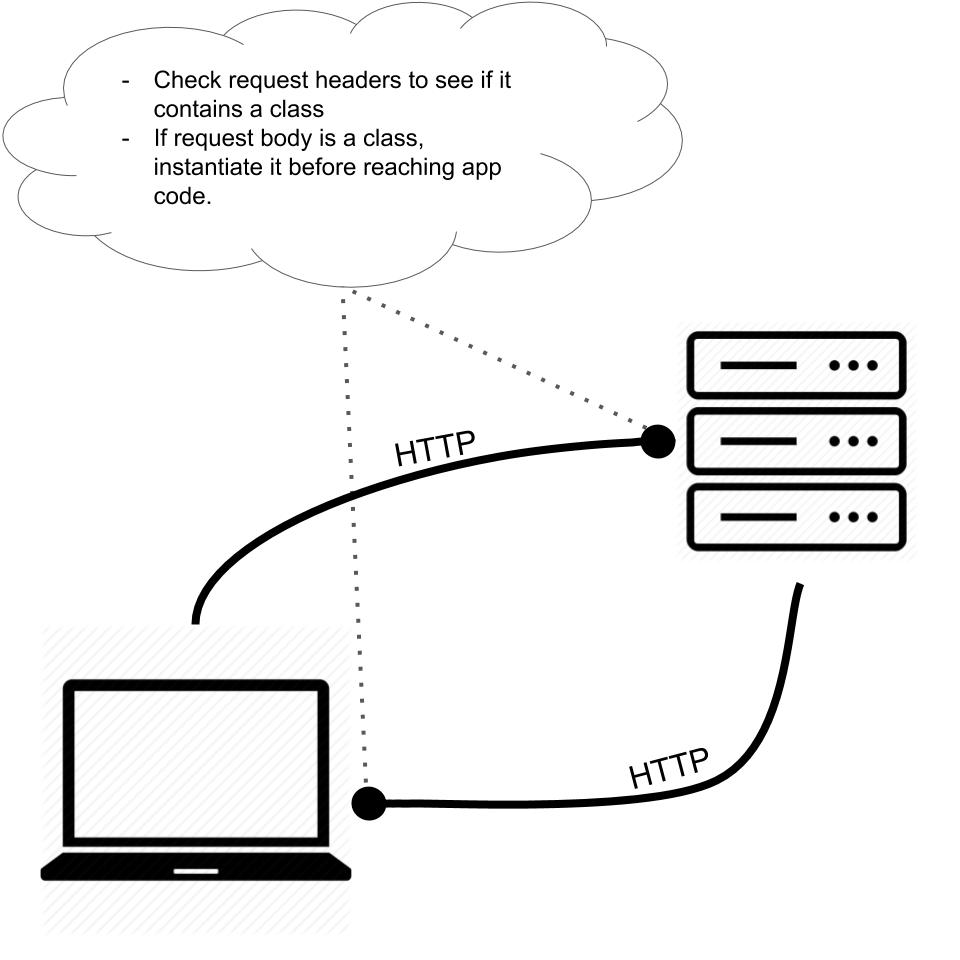 - Check request headers to see if it
contains a class
- If request body is a class,
instantiate it before reaching app
code.
HTTP
HTTP